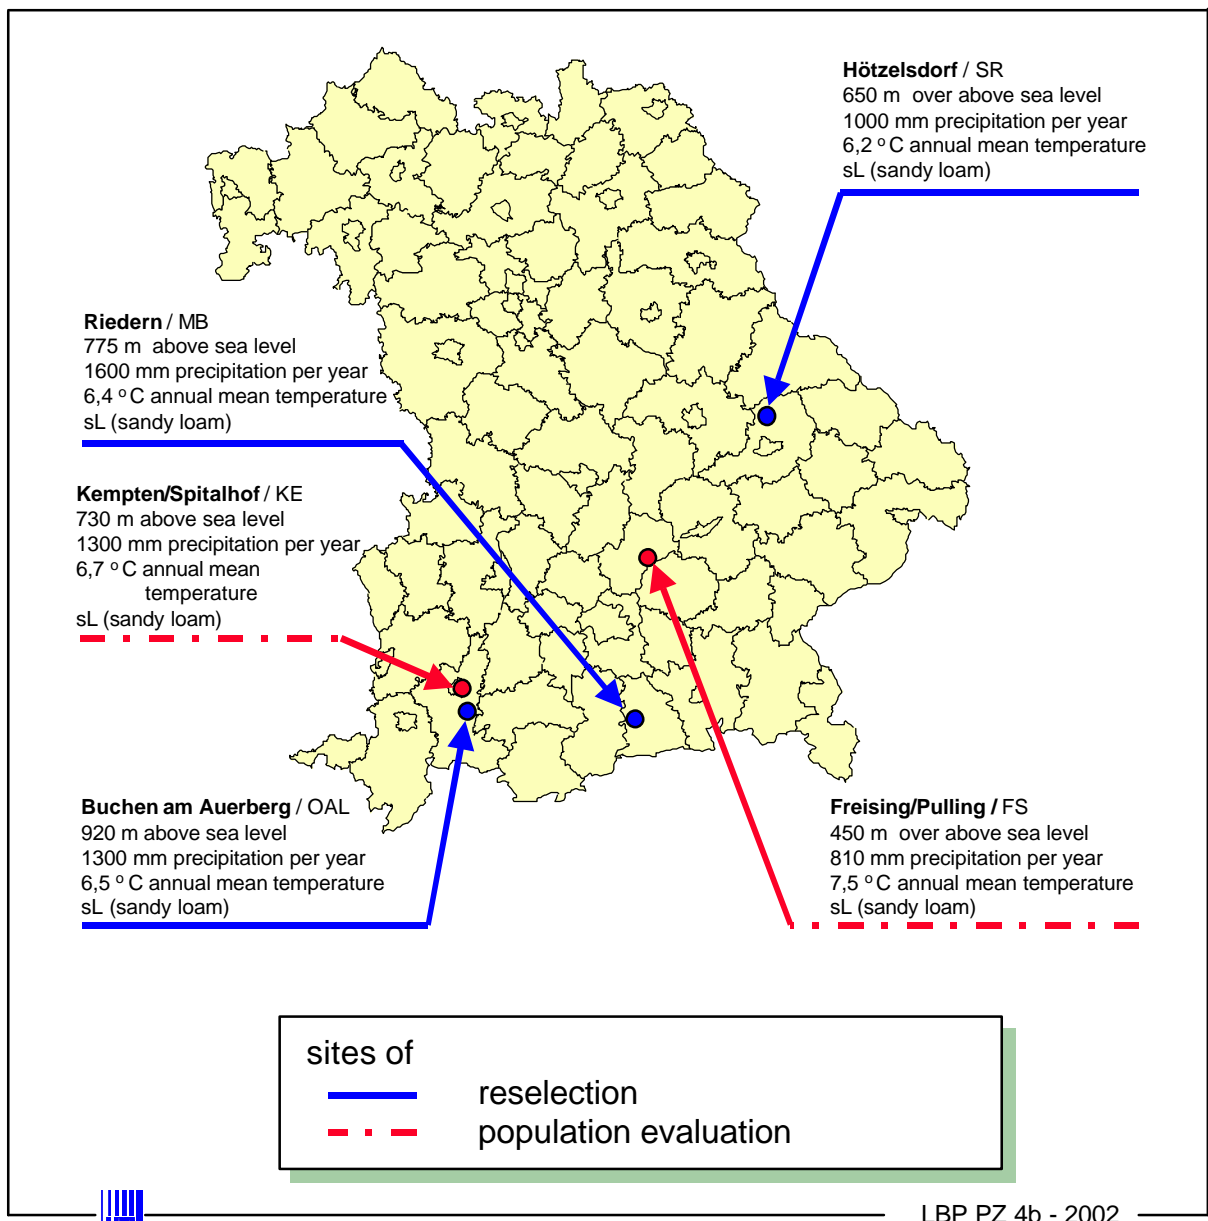 Hötzelsdorf / SR
650 m over above sea level
1000 mm precipitation per year
6,2 ° C annual mean temperature
sL (sandy loam)
Riedern / MB
775 m above sea level
1600 mm precipitation per year
6,4 ° C annual mean temperature
sL (sandy loam)
Kempten/Spitalhof / KE
730 m above sea level
1300 mm precipitation per year
6,7 ° C annual mean
temperature
sL (sandy loam)
Buchen am Auerberg / OAL
920 m above sea level
1300 mm precipitation per year
6,5 ° C annual mean temperature
sL (sandy loam)
Freising/Pulling / FS
450 m over above sea level
810 mm precipitation per year
7,5 ° C annual mean temperature
sL (sandy loam)
sites of
reselection
population evaluation
LBP PZ 4b - 2002